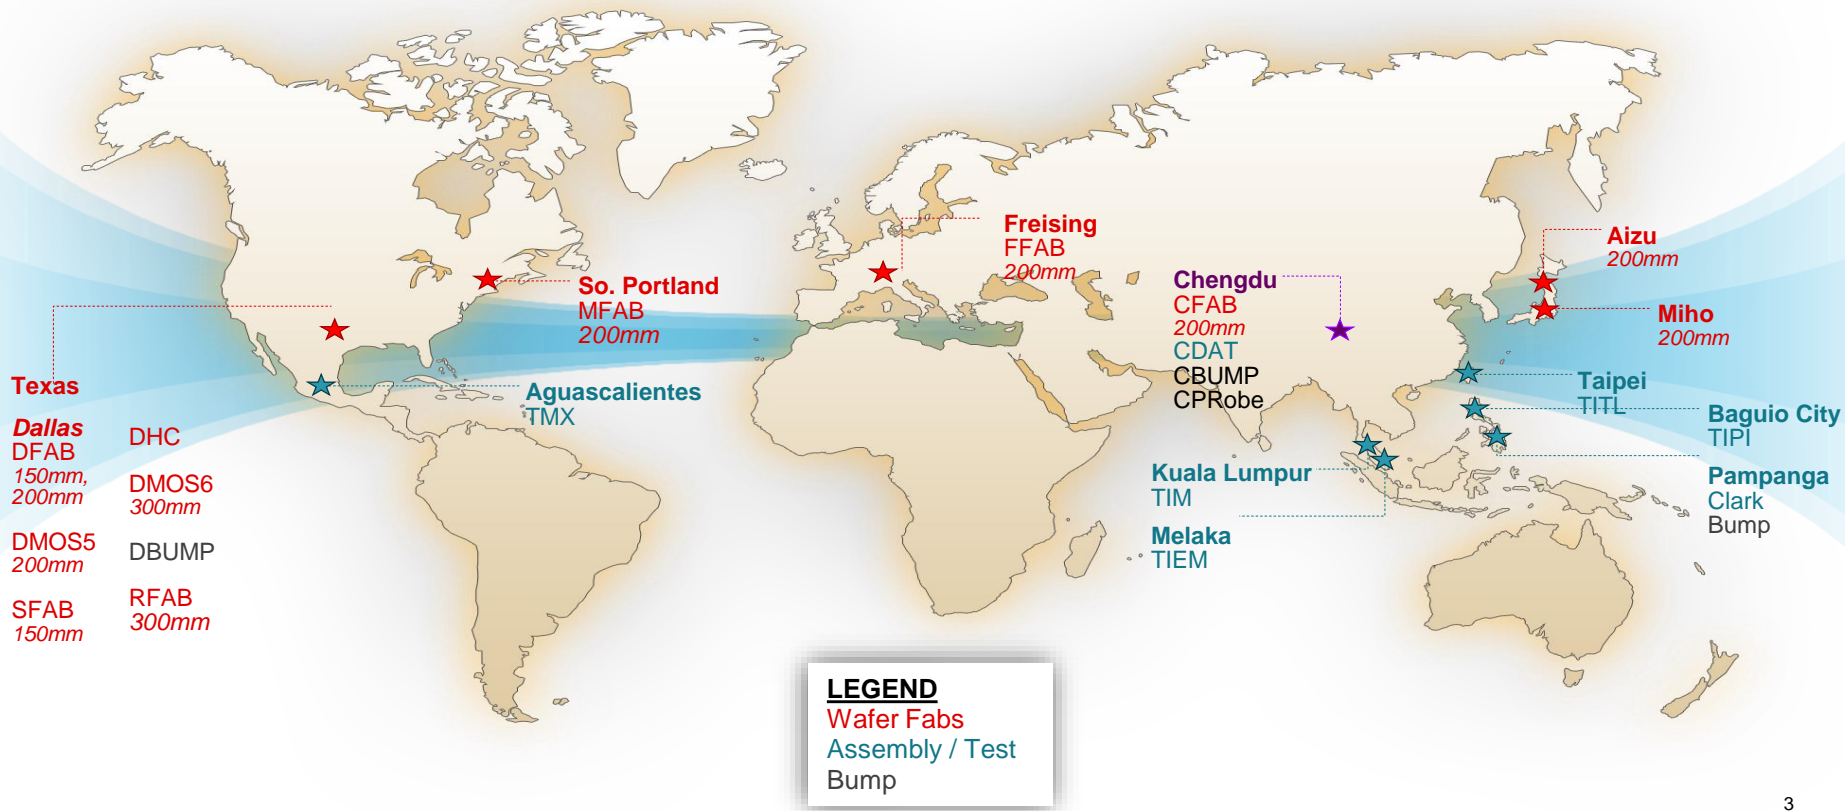 Texas
Dallas
DFAB
150mm,
200mm
DMOS5
200mm
SFAB
150mm
DHC
DMOS6
300mm
DBUMP
RFAB
300mm
So. Portland
MFAB
200mm
Aguascalientes
TMX
Freising
FFAB
200mm
Chengdu
CFAB
200mm
CDAT
CBUMP
CPRobe
Kuala Lumpur
TIM
Melaka
TIEM
Aizu
200mm
Miho
200mm
Taipei
TITL
Baguio City
TIPI
Pampanga
Clark
Bump
LEGEND
Wafer Fabs
Assembly / Test
Bump
3